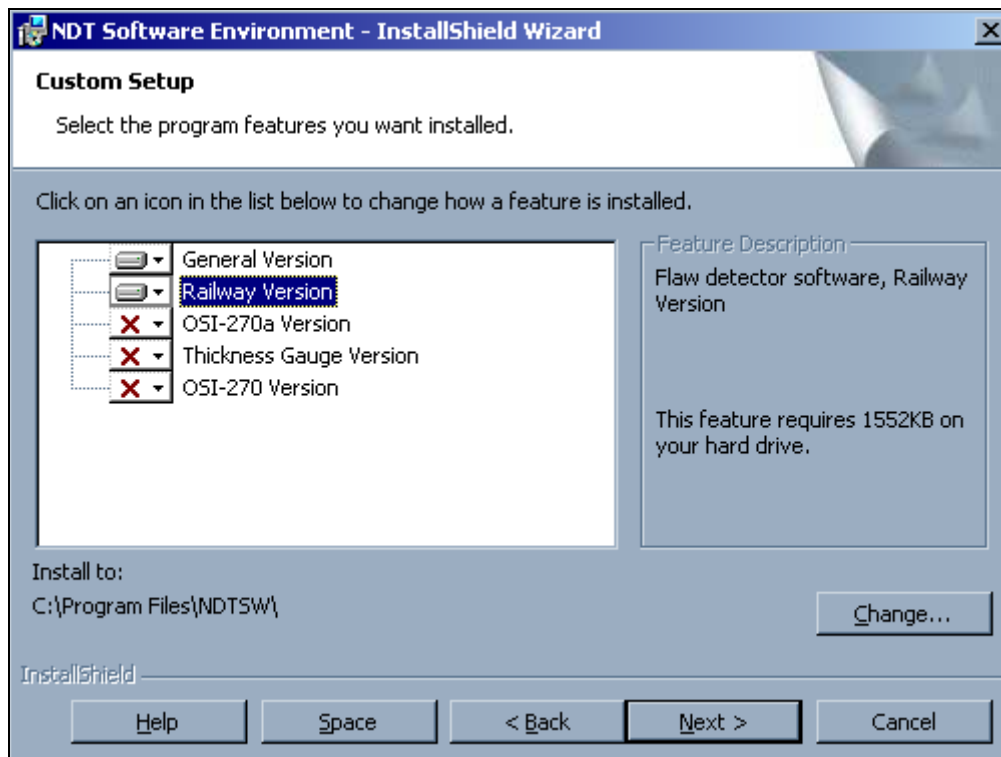 NDT Software Environment - InstallShield Wizard
Custom Setup
Select the program features you want installed.
Click on an icon in the list below to change how a feature is installed.
General Version
Railway Version
OSI-270a Version
Thickness Gauge Version
OSI-270 Version
Feature Description
Flaw detector software, Railway
Version
This feature requires 1552KB on
your hard drive.
Install to:
C:\Program Files\NDTSW\
Change...
InstallShield
Help
Space
< Back
Next >
Cancel